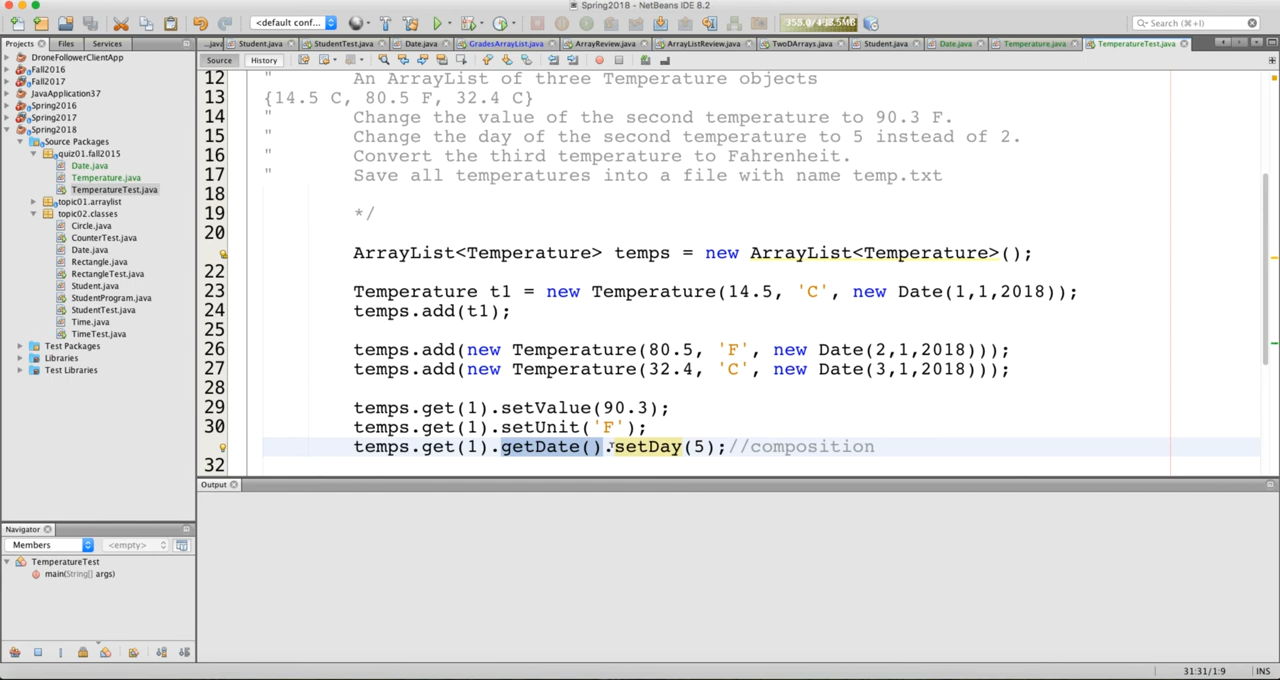 Spring2018 - NetBeans IDE 8.2
<default conf...
355.0/498.5MB
Search (⌘+I)
Projects Files Services
...java Student.java StudentTest.java Date.java GradesArrayList.java ArrayReview.java ArrayListReview.java TwoDArrays.java Student.java Date.java Temperature.java TemperatureTest.java
Source History
DroneFollowerClientApp
Fall2016
Fall2017
JavaApplication37
Spring2016
Spring2017
Spring2018
Source Packages
quiz01.fall2015
Date.java
Temperature.java
TemperatureTest.java
topic01.arraylist
topic02.classes
Circle.java
CounterTest.java
Date.java
Rectangle.java
RectangleTest.java
Student.java
StudentProgram.java
StudentTest.java
Time.java
TimeTest.java
Test Packages
Libraries
Test Libraries
12 " An ArrayList of three Temperature objects
13 {14.5 C, 80.5 F, 32.4 C}
14 " Change the value of the second temperature to 90.3 F.
15 " Change the day of the second temperature to 5 instead of 2.
16 " Convert the third temperature to Fahrenheit.
17 " Save all temperatures into a file with name temp.txt
18
19 */
20
ArrayList<Temperature> temps = new ArrayList<Temperature>();
22
23 Temperature t1 = new Temperature(14.5, 'C', new Date(1,1,2018));
24 temps.add(t1);
25
26 temps.add(new Temperature(80.5, 'F', new Date(2,1,2018)));
27 temps.add(new Temperature(32.4, 'C', new Date(3,1,2018)));
28
29 temps.get(1).setValue(90.3);
30 temps.get(1).setUnit('F');
temps.get(1).getDate().setDay(5);//composition
32
Output
Navigator
Members <empty>
TemperatureTest
main(String[] args)
31:31/1:9 INS